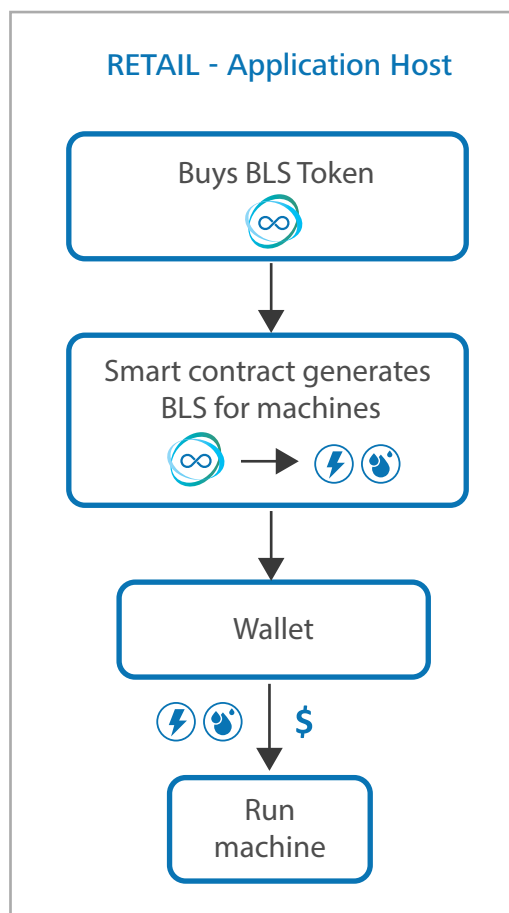 RETAIL - Application Host
Buys BLS Token
Smart contract generates
BLS for machines
Wallet
$
Run
machine